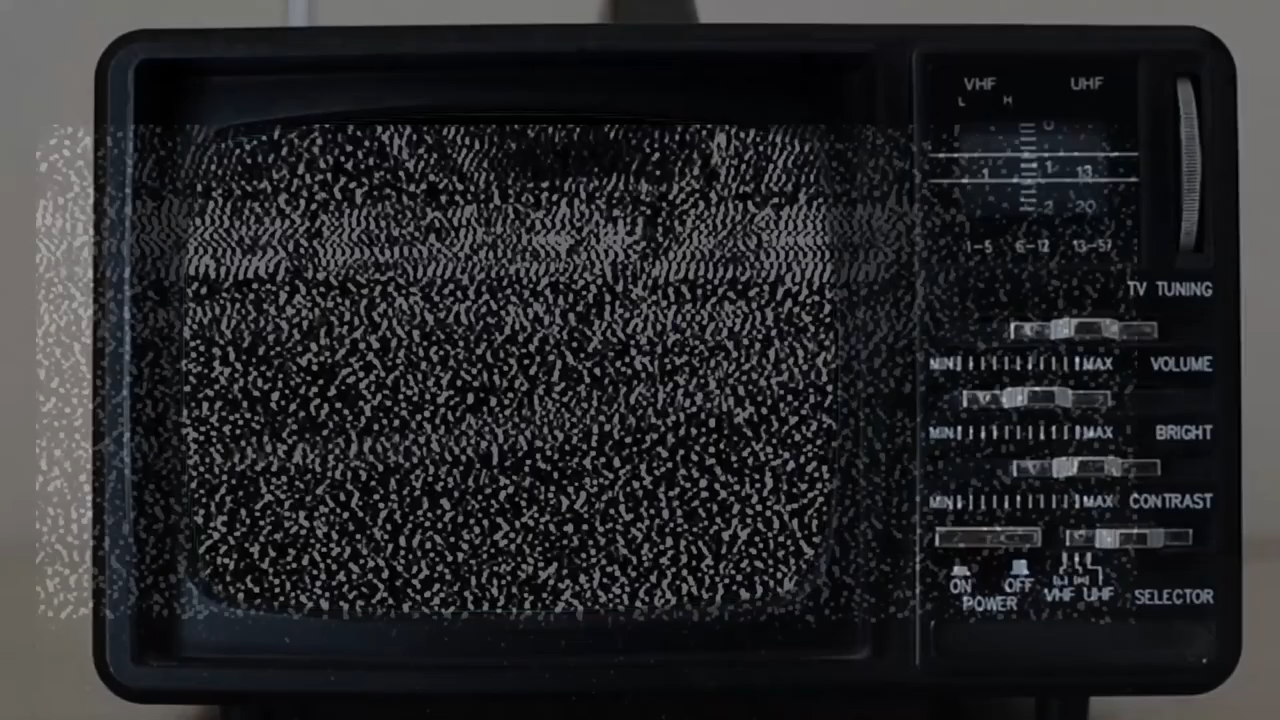 VHF UHF
L H
1 1 13
2 20
1-5 6-12 13-57
TV TUNING
MIN MAX VOLUME
MIN MAX BRIGHT
MIN MAX CONTRAST
ON OFF
POWER
VHF UHF SELECTOR